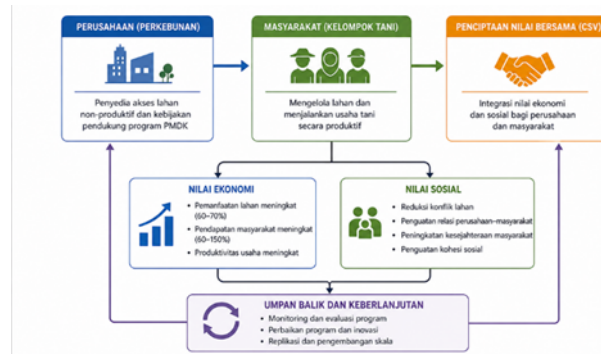 PERUSAHAAN (PERKEBUNAN)
Penyedia akses lahan
non-produktif dan kebijakan
pendukung program PMDK
MASYARAKAT (KELOMPOK TANI)
Mengelola lahan dan
menjalankan usaha tani
secara produktif
PENCIPTAAN NILAI BERSAMA (CSV)
Integrasi nilai ekonomi
dan sosial bagi perusahaan
dan masyarakat
NILAI EKONOMI
• Pemanfaatan lahan meningkat
(60–70%)
• Pendapatan masyarakat meningkat
(60–150%)
• Produktivitas usaha meningkat
NILAI SOSIAL
• Reduksi konflik lahan
• Penguatan relasi perusahaan–masyarakat
• Peningkatan kesejahteraan masyarakat
• Penguatan kohesi sosial
UMPAN BALIK DAN KEBERLANJUTAN
• Monitoring dan evaluasi program
• Perbaikan program dan inovasi
• Replikasi dan pengembangan skala